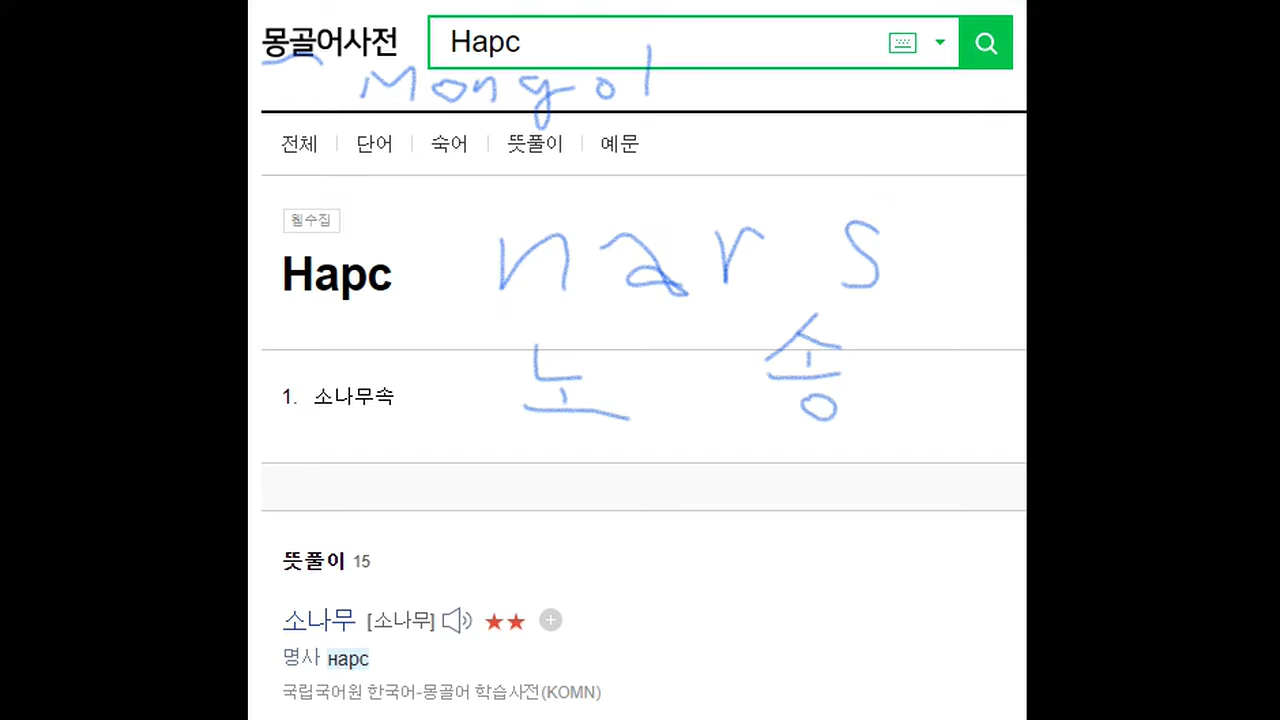 몽골어사전 Нарс
Mongol
전체 단어 숙어 뜻풀이 예문
웹수집
Нарс nars
노 송
1. 소나무속
뜻풀이 15
소나무 [소나무] ★★
명사 нарс
국립국어원 한국어-몽골어 학습사전(KOMN)